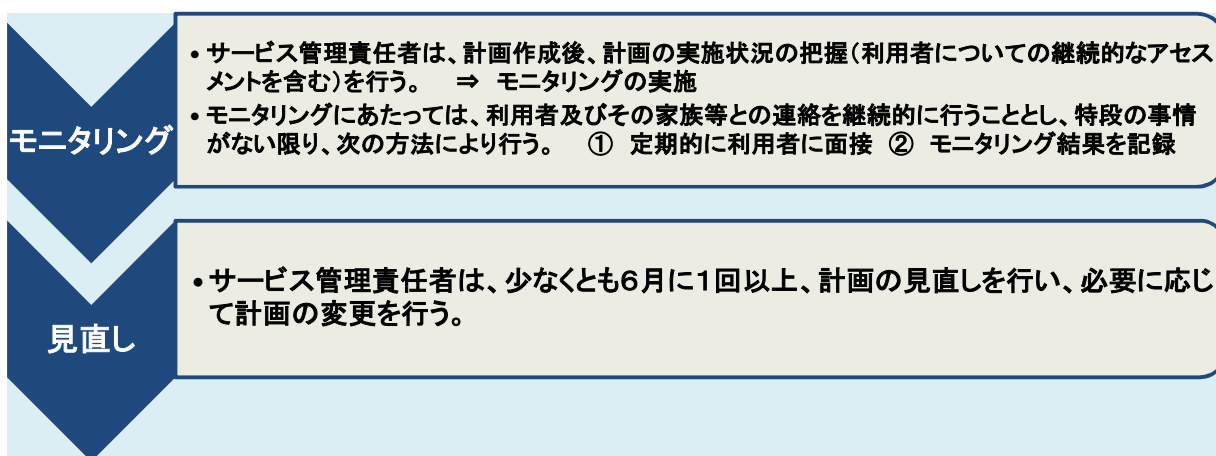 モニタリング
• サービス管理責任者は、計画作成後、計画の実施状況の把握(利用者についての継続的なアセス
メントを含む)を行う。 ⇒ モニタリングの実施
• モニタリングにあたっては、利用者及びその家族等との連絡を継続的に行うこととし、特段の事情
がない限り、次の方法により行う。 ① 定期的に利用者に面接 ② モニタリング結果を記録
見直し
• サービス管理責任者は、少なくとも6月に1回以上、計画の見直しを行い、必要に応じ
て計画の変更を行う。